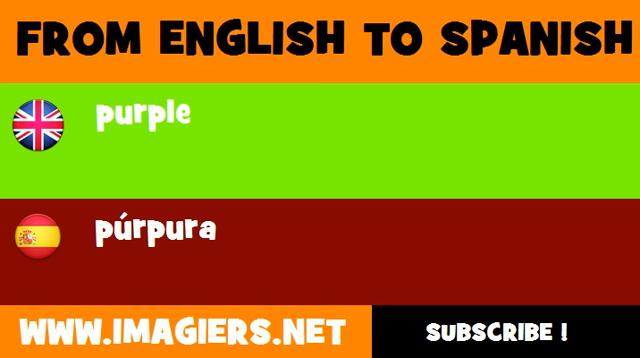 FROM ENGLISH TO SPANISH
purple
púrpura
WWW.IMAGIERS.NET
SUBSCRIBE !